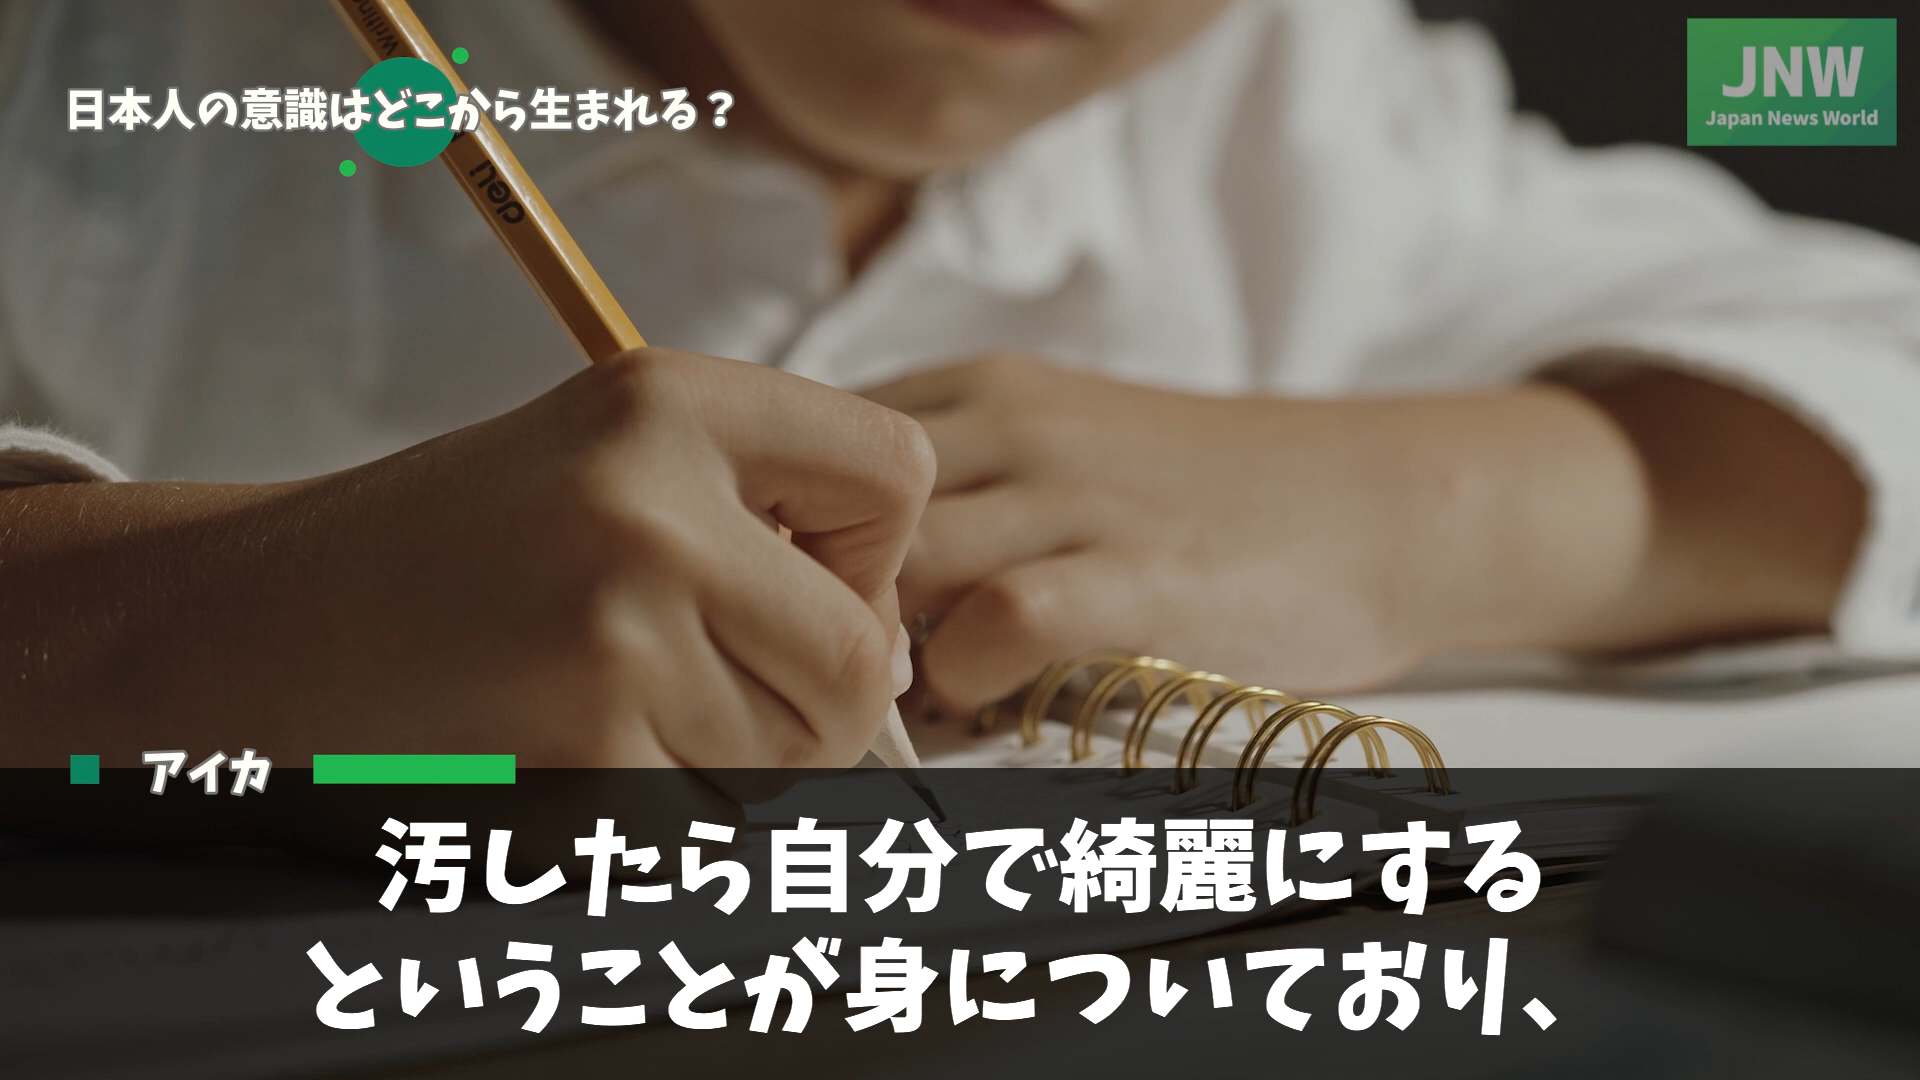 日本人の意識はどこから生まれる?
JNW
Japan News World
Writing
deli
アイカ
汚したら自分で綺麗にする
ということが身についており、